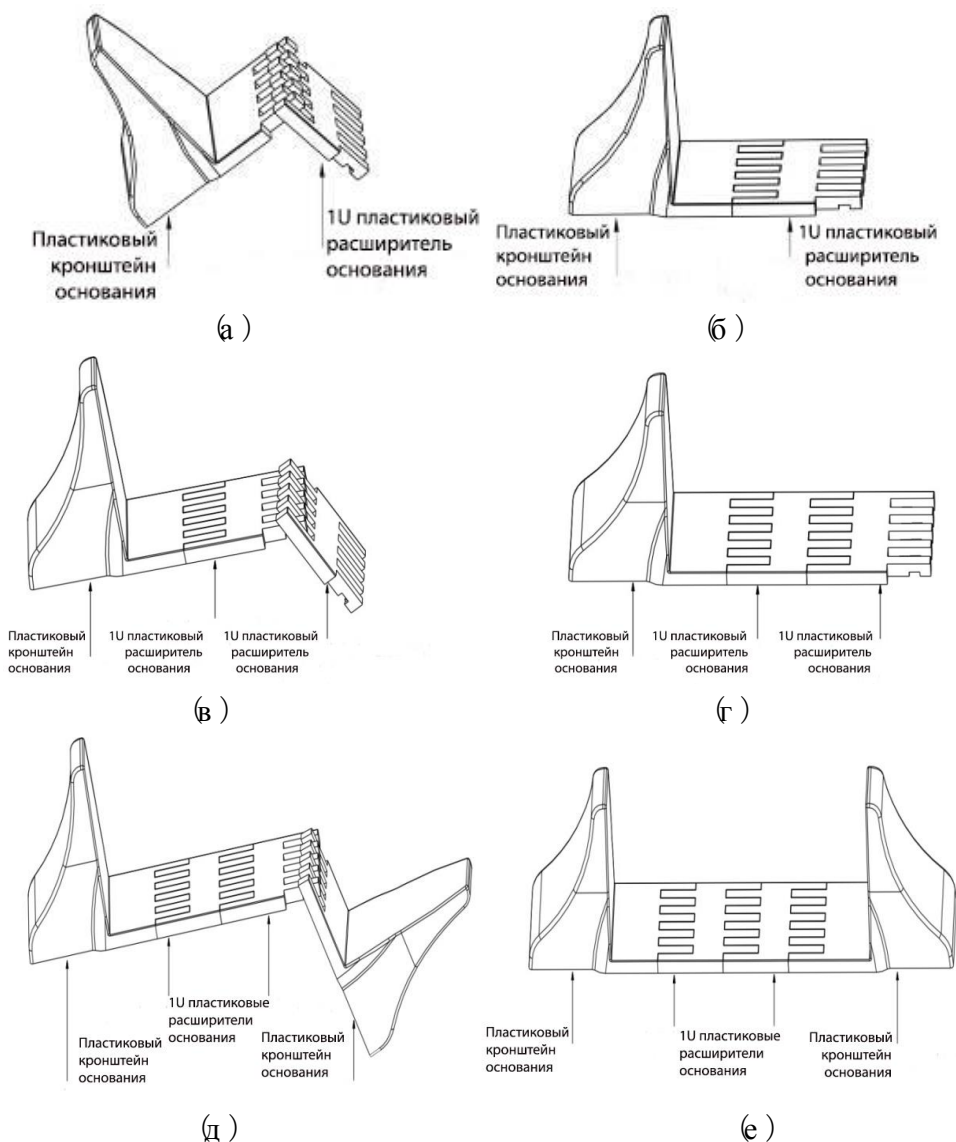 Пластиковый
кронштейн
основания
1U пластиковый
расширитель
основания
(а )
Пластиковый
кронштейн
основания
1U пластиковый
расширитель
основания
(б )
Пластиковый
кронштейн
основания
1U пластиковый
расширитель
основания
1U пластиковый
расширитель
основания
(в )
Пластиковый
кронштейн
основания
1U пластиковый
расширитель
основания
1U пластиковый
расширитель
основания
(г )
Пластиковый
кронштейн
основания
1U пластиковые
расширители
основания
Пластиковый
кронштейн
основания
(д )
Пластиковый
кронштейн
основания
1U пластиковые
расширители
основания
Пластиковый
кронштейн
основания
(е )